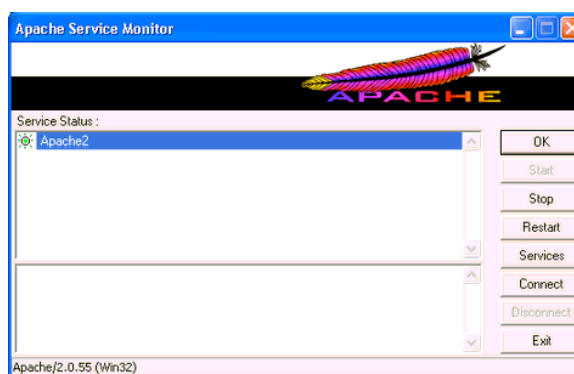 Apache Service Monitor
APACHE
Service Status :
Apache2
OK
Start
Stop
Restart
Services
Connect
Disconnect
Exit
Apache/2.0.55 (Win32)